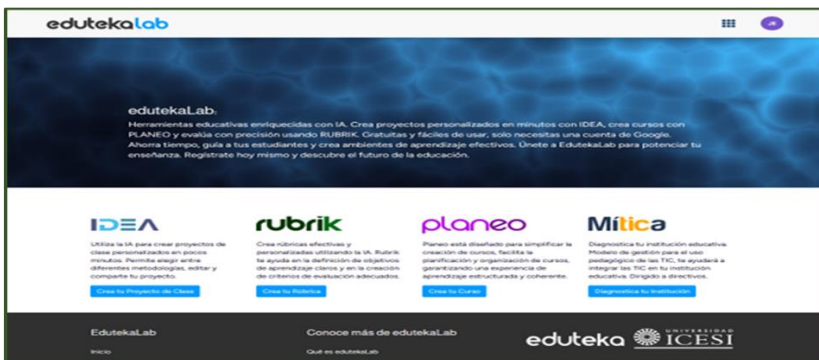 edutekalab
JE
edutekaLab:
Herramientas educativas enriquecidas con IA. Crea proyectos personalizados en minutos con IDEA, crea cursos con
PLANEO y evalúa con precisión usando RUBRIK. Gratuitas y fáciles de usar, solo necesitas una cuenta de Google.
Ahorra tiempo, guía a tus estudiantes y crea ambientes de aprendizaje efectivos. Únete a EdutekaLab para potenciar tu
enseñanza. Regístrate hoy mismo y descubre el futuro de la educación.
IDEA
Utiliza la IA para crear proyectos de
clase personalizados en pocos
minutos. Permite elegir entre
diferentes metodologías, editar y
compartir tu proyecto.
Crea tu Proyecto de Clase
rubrik
Crea rúbricas efectivas y
personalizadas utilizando la IA. Rubrik
te ayuda en la definición de objetivos
de aprendizaje claros y en la creación
de criterios de evaluación adecuados.
Crea tu Rúbrica
planeo
Planeo está diseñado para simplificar la
creación de cursos, facilita la
planificación y organización de cursos,
garantizando una experiencia de
aprendizaje estructurada y coherente.
Crea tu Curso
Mítica
Diagnostica tu institución educativa.
Modelo de gestión para el uso
pedagógico de las TIC, te ayudará a
integrar las TIC en tu institución
educativa. Dirigido a directivos.
Diagnostica tu Institución
EdutekaLab
Inicio
Conoce más de edutekaLab
Qué es edutekaLab
eduteka
UNIVERSIDAD
ICESI